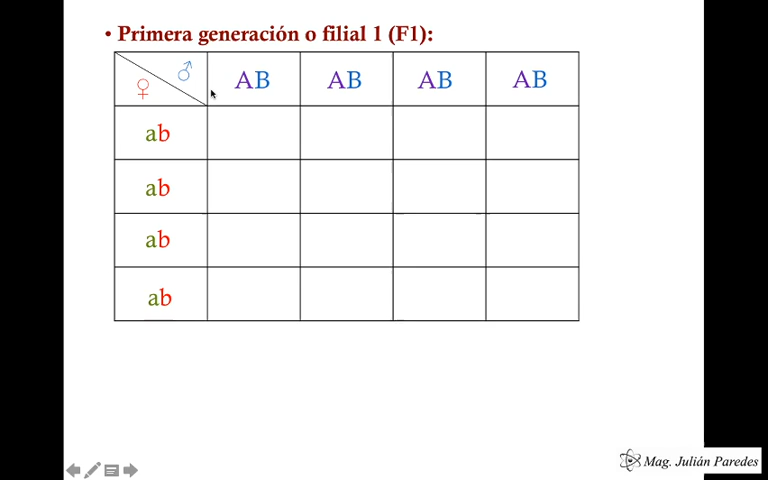 • Primera generación o filial 1 (F1):
♀ ♂ AB AB AB AB
ab
ab
ab
ab
Mag. Julián Paredes